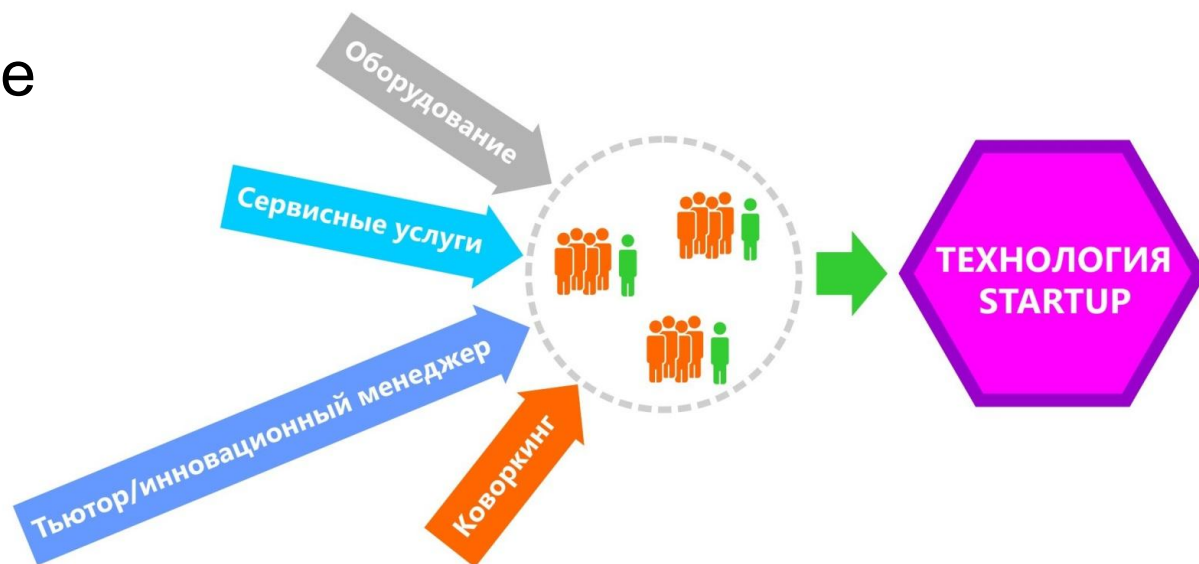 е
Оборудование
Сервисные услуги
Тьютор/инновационный менеджер
Коворкинг
ТЕХНОЛОГИЯ
STARTUP